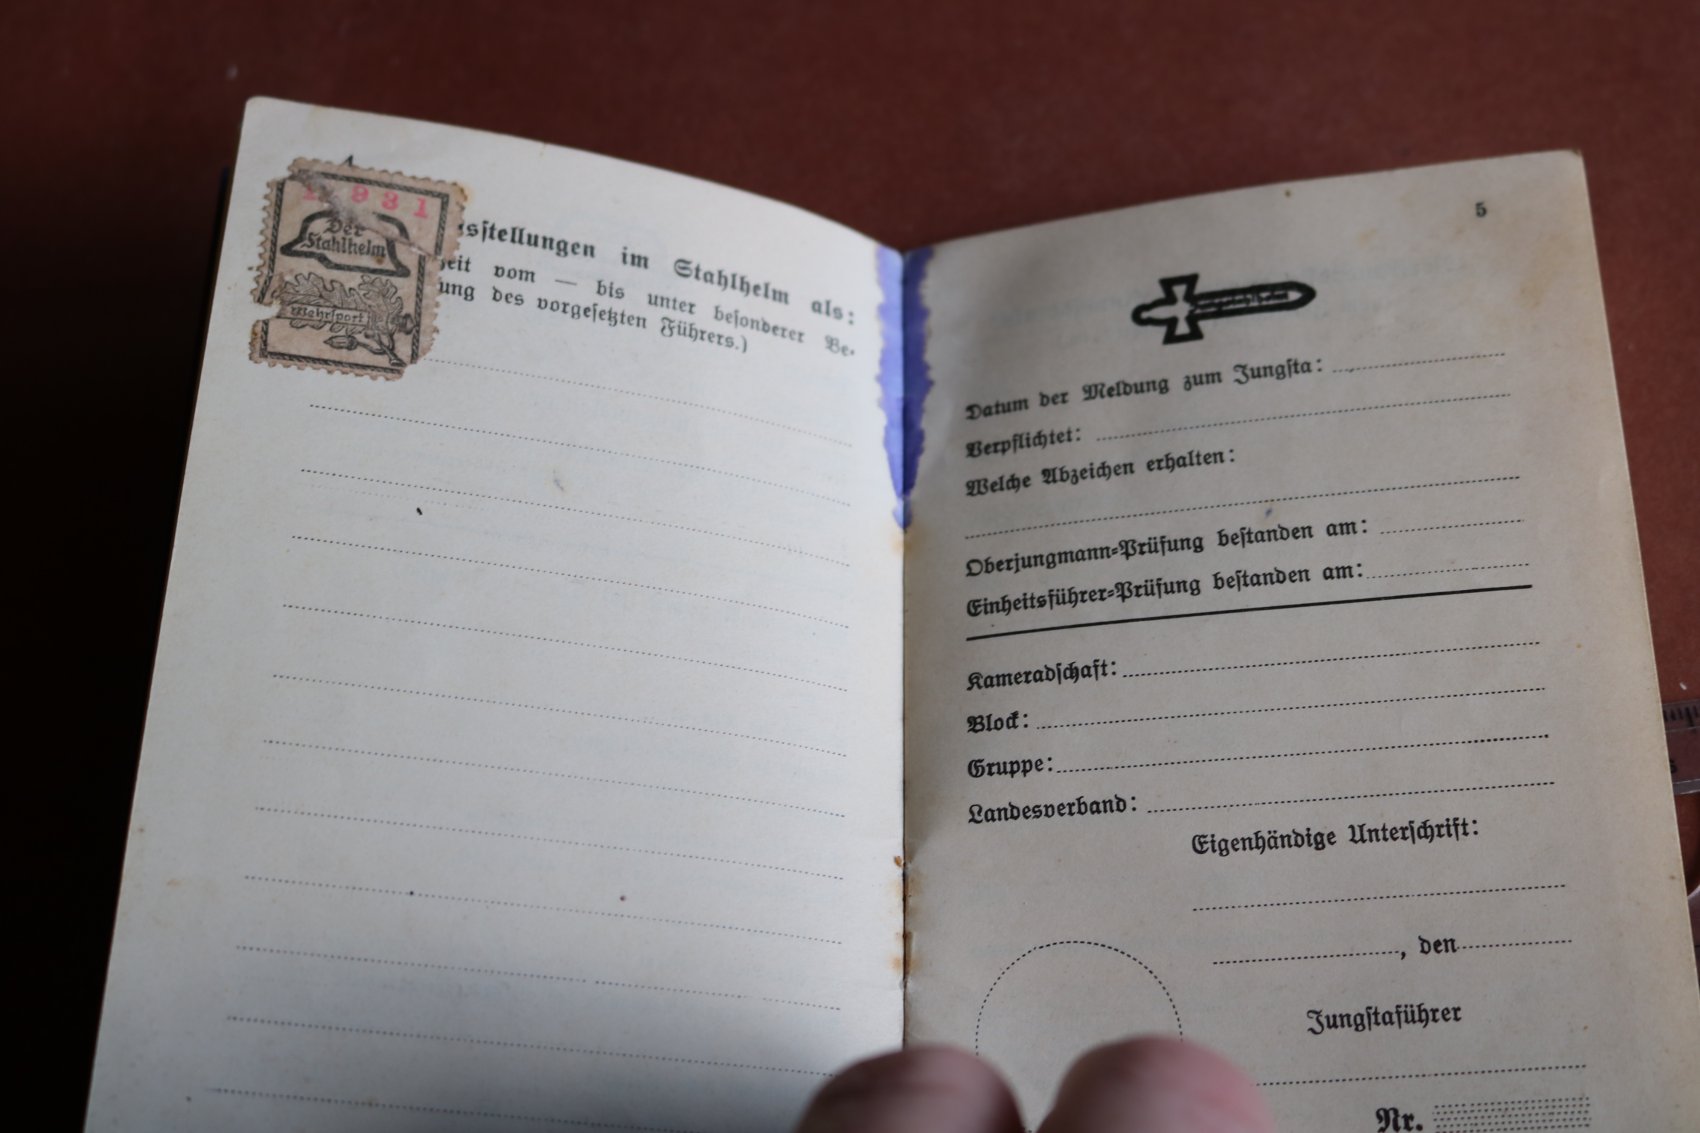 1931
Der
Stahlhelm
Wehrsport
sstellungen im Stahlhelm als:
eit vom — bis unter besonderer Be-
ung des vorgesetzten Führers.)
5
Datum der Meldung zum Jungsta:
Verpflichtet:
Welche Abzeichen erhalten:
Oberjungmann-Prüfung bestanden am:
Einheitsführer-Prüfung bestanden am:
Kameradschaft:
Block:
Gruppe:
Landesverband:
Eigenhändige Unterschrift:
, den
Jungstaführer
Nr.